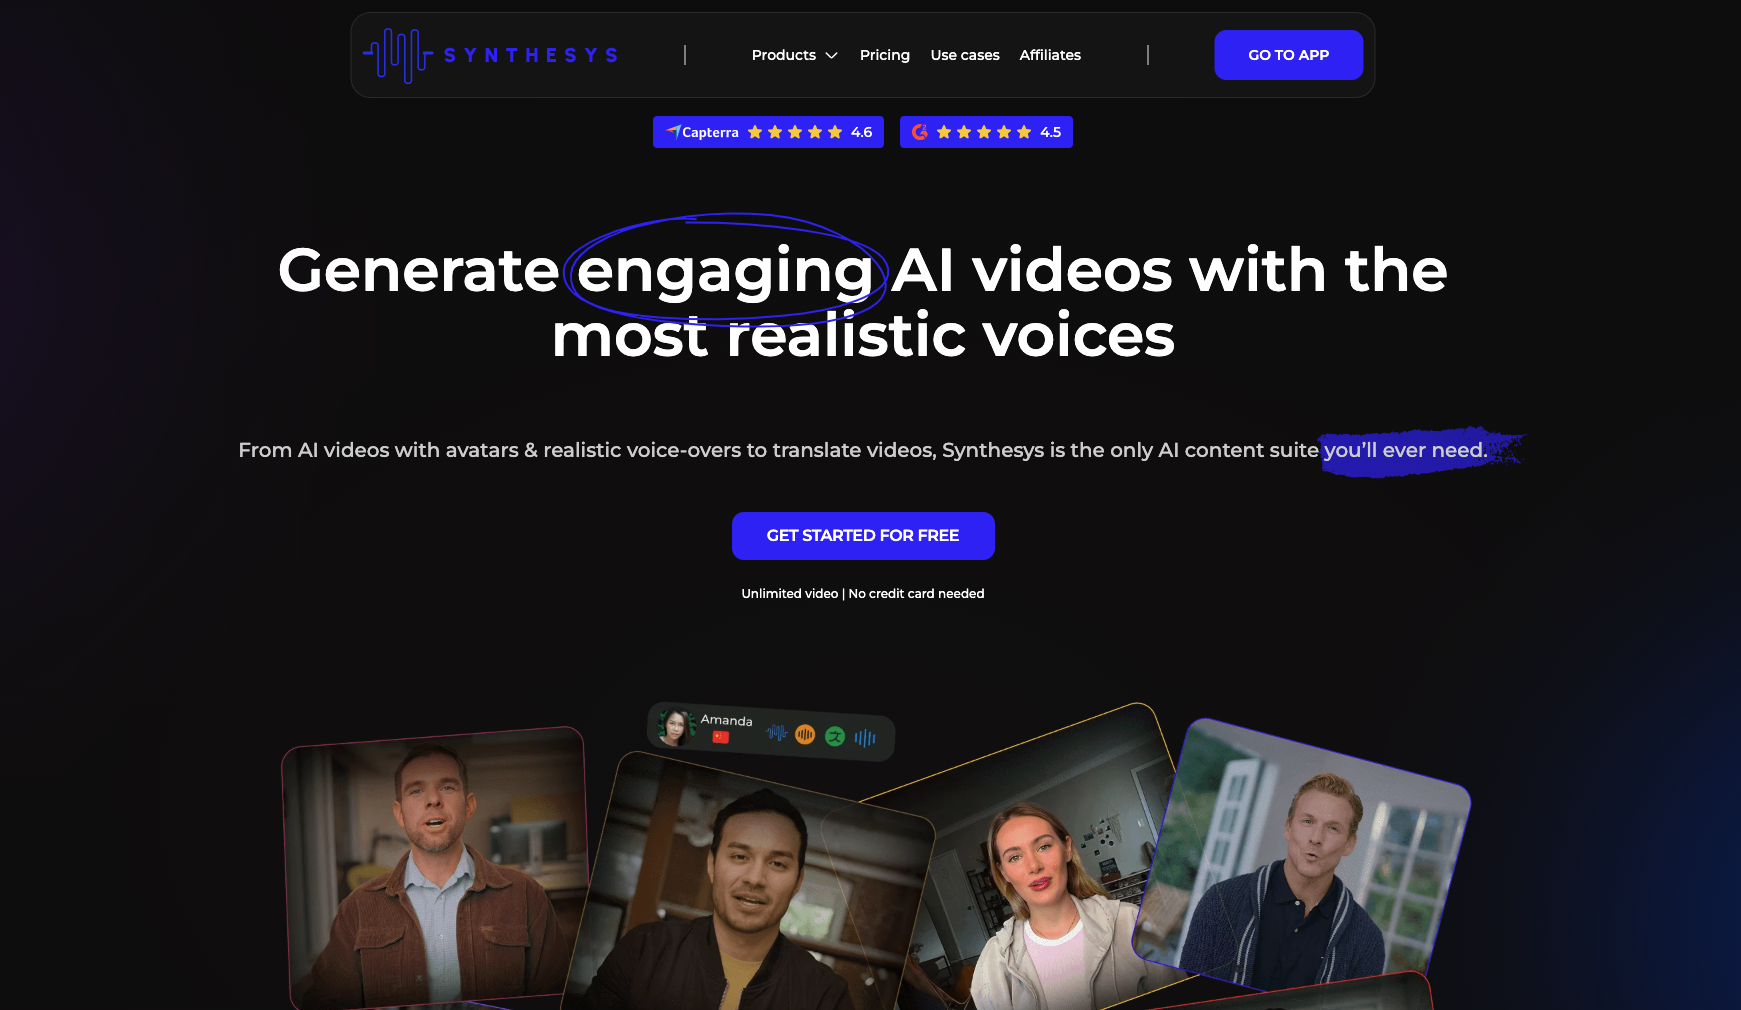 SYNTHESYS
Products
Pricing
Use cases
Affiliates
GO TO APP
Capterra 4.6
4.5
Generate engaging AI videos with the
most realistic voices
From AI videos with avatars & realistic voice-overs to translate videos, Synthesys is the only AI content suite you’ll ever need.
GET STARTED FOR FREE
Unlimited video | No credit card needed
Amanda